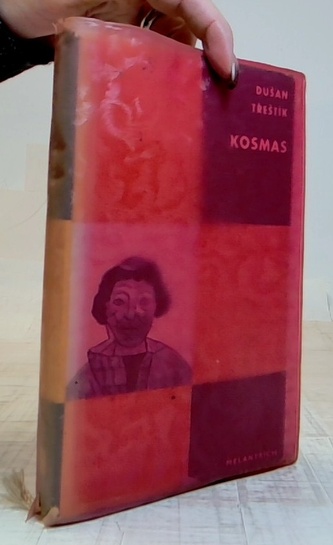 DUŠAN
TŘEŠTÍK
KOSMAS
MELANTRICH